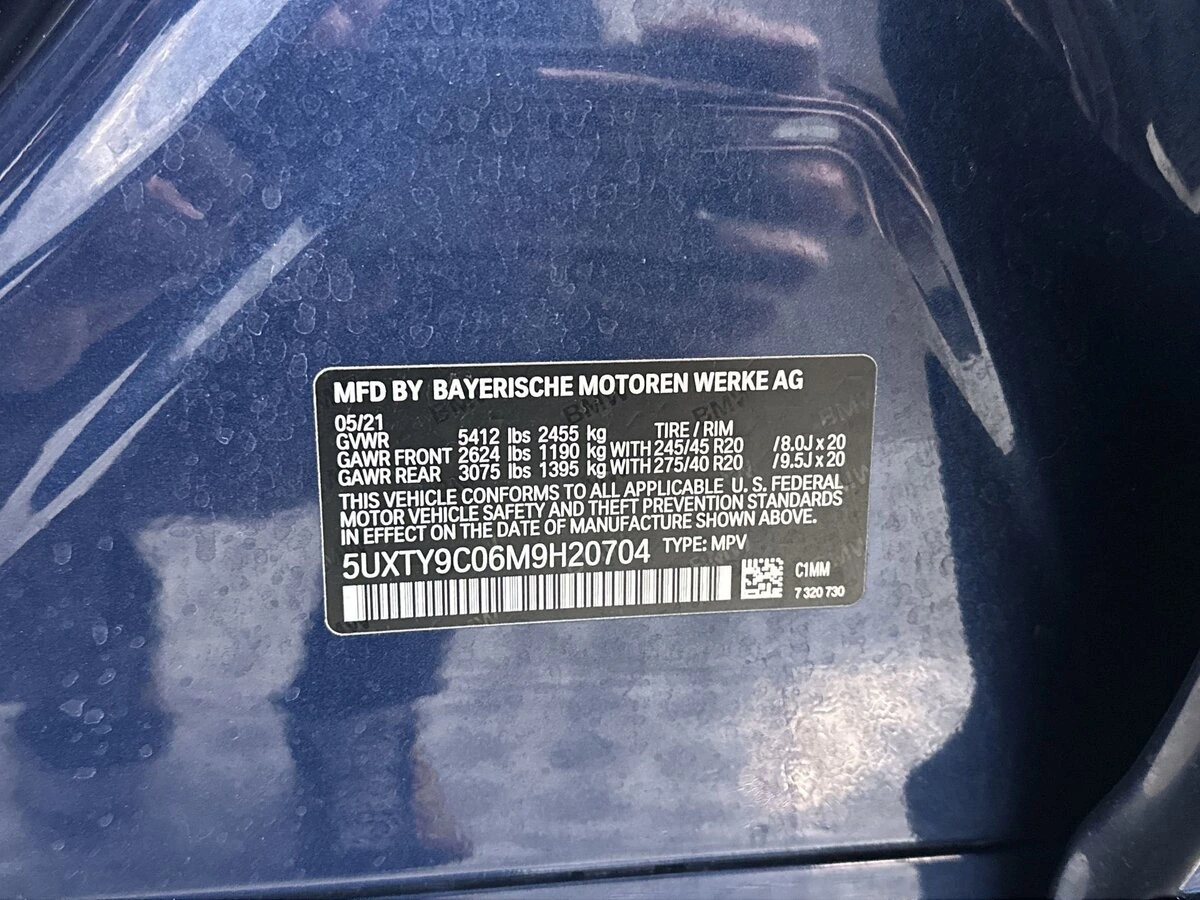 MFD BY BAYERISCHE MOTOREN WERKE AG
05/21 TIRE / RIM
GVWR 5412 lbs 2455 kg
GAWR FRONT 2624 lbs 1190 kg WITH 245/45 R20 /8.0J x 20
GAWR REAR 3075 lbs 1395 kg WITH 275/40 R20 /9.5J x 20
THIS VEHICLE CONFORMS TO ALL APPLICABLE U. S. FEDERAL
MOTOR VEHICLE SAFETY AND THEFT PREVENTION STANDARDS
IN EFFECT ON THE DATE OF MANUFACTURE SHOWN ABOVE.
5UXTY9C06M9H20704 TYPE: MPV
C1MM
7 320 730